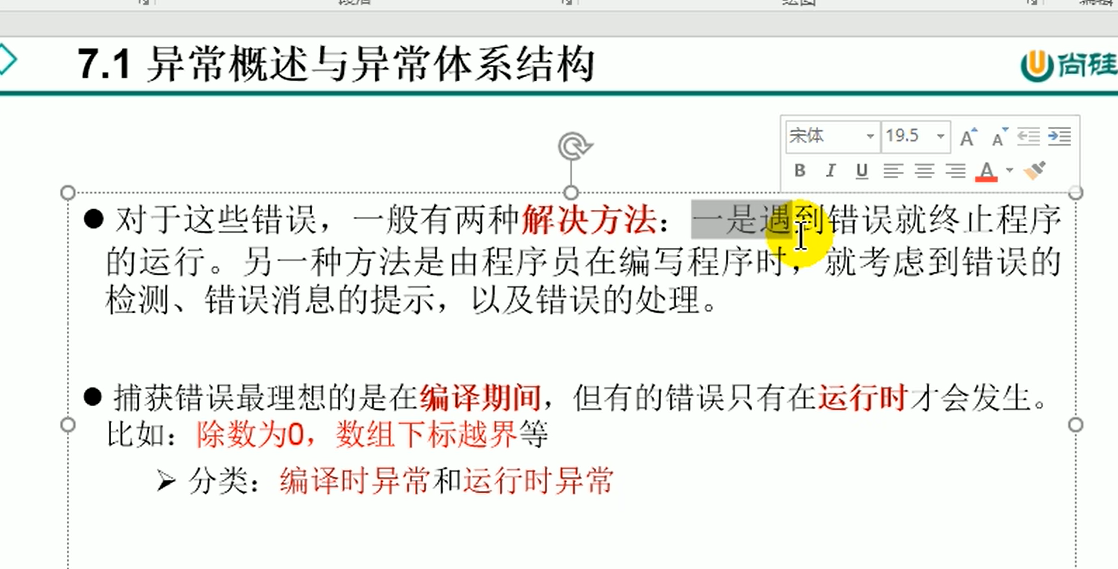 7.1 异常概述与异常体系结构
尚硅
宋体
19.5
A A
B I U A
● 对于这些错误，一般有两种解决方法：一是遇到错误就终止程序
的运行。另一种方法是由程序员在编写程序时，就考虑到错误的
检测、错误消息的提示，以及错误的处理。
● 捕获错误最理想的是在编译期间，但有的错误只有在运行时才会发生。
比如：除数为0，数组下标越界等
➢ 分类：编译时异常和运行时异常